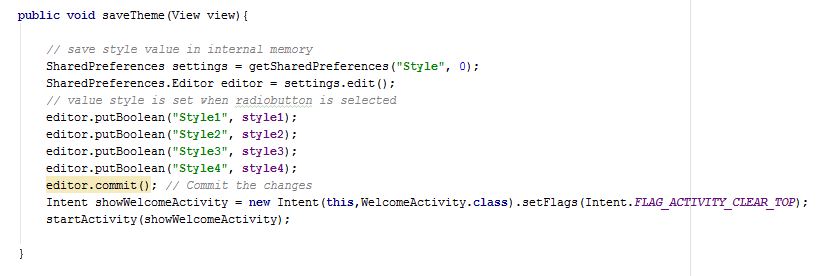 public void saveTheme(View view){
// save style value in internal memory
SharedPreferences settings = getSharedPreferences("Style", 0);
SharedPreferences.Editor editor = settings.edit();
// value style is set when radiobutton is selected
editor.putBoolean("Style1", style1);
editor.putBoolean("Style2", style2);
editor.putBoolean("Style3", style3);
editor.putBoolean("Style4", style4);
editor.commit(); // Commit the changes
Intent showWelcomeActivity = new Intent(this,WelcomeActivity.class).setFlags(Intent.FLAG_ACTIVITY_CLEAR_TOP);
startActivity(showWelcomeActivity);
}